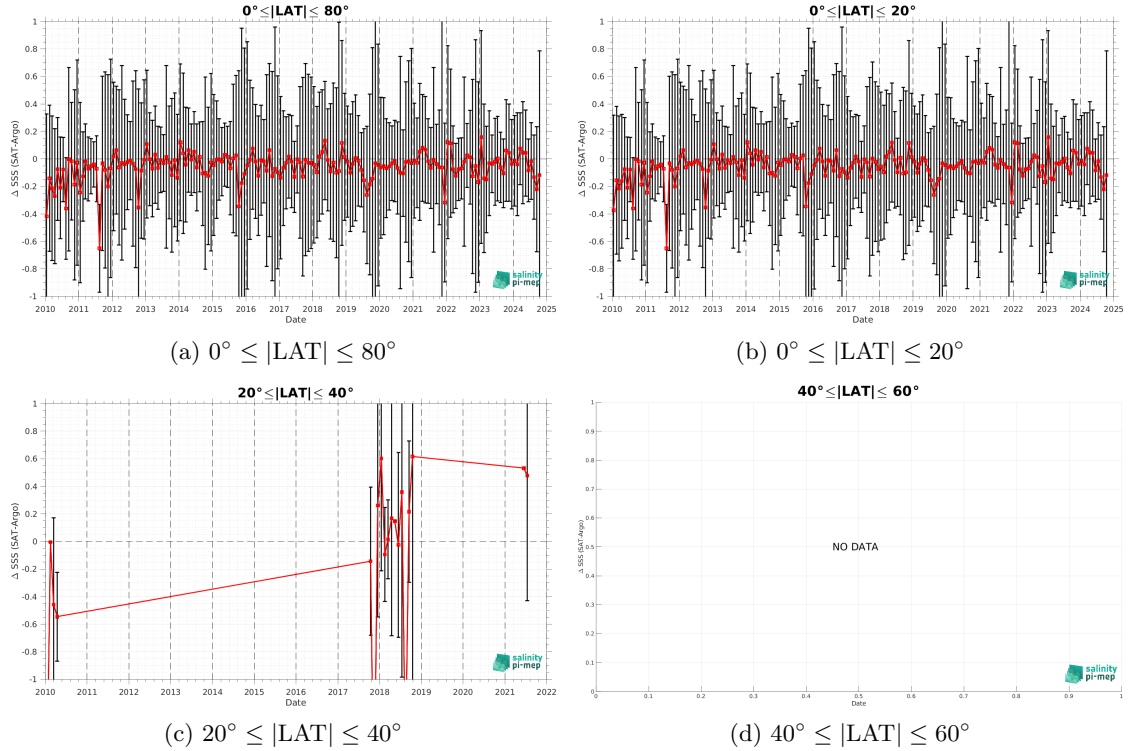 0°≤|LAT|≤ 80°
Δ SSS (SAT-Argo)
1
0.8
0.6
0.4
0.2
0
-0.2
-0.4
-0.6
-0.8
-1
2010 2011 2012 2013 2014 2015 2016 2017 2018 2019 2020 2021 2022 2023 2024 2025
Date
salinity
pi-mep
(a) 0° ≤ |LAT| ≤ 80°
0°≤|LAT|≤ 20°
Δ SSS (SAT-Argo)
1
0.8
0.6
0.4
0.2
0
-0.2
-0.4
-0.6
-0.8
-1
2010 2011 2012 2013 2014 2015 2016 2017 2018 2019 2020 2021 2022 2023 2024 2025
Date
salinity
pi-mep
(b) 0° ≤ |LAT| ≤ 20°
20°≤|LAT|≤ 40°
Δ SSS (SAT-Argo)
1
0.8
0.6
0.4
0.2
0
-0.2
-0.4
-0.6
-0.8
-1
2010 2011 2012 2013 2014 2015 2016 2017 2018 2019 2020 2021 2022
Date
salinity
pi-mep
(c) 20° ≤ |LAT| ≤ 40°
40°≤|LAT|≤ 60°
Δ SSS (SAT-Argo)
1
0.9
0.8
0.7
0.6
0.5
0.4
0.3
0.2
0.1
0
NO DATA
0 0.1 0.2 0.3 0.4 0.5 0.6 0.7 0.8 0.9 1
Date
salinity
pi-mep
(d) 40° ≤ |LAT| ≤ 60°